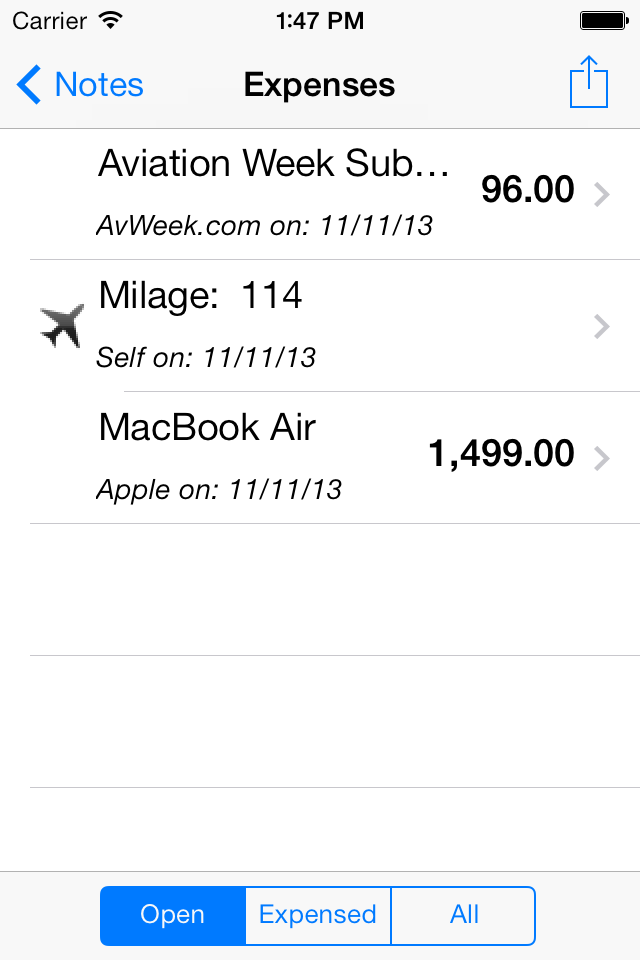 Carrier 1:47 PM
Notes Expenses
Aviation Week Sub...
96.00
AvWeek.com on: 11/11/13
Milage: 114
Self on: 11/11/13
MacBook Air
1,499.00
Apple on: 11/11/13
Open Expensed All